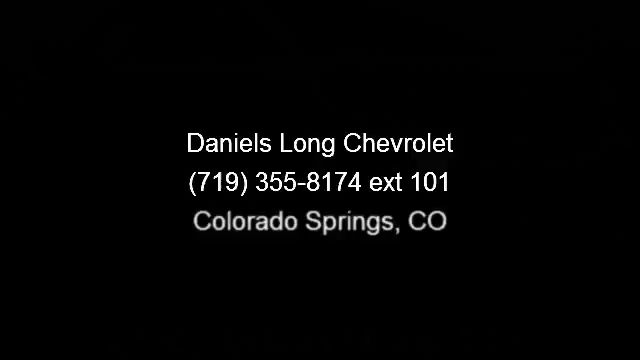 Daniels Long Chevrolet
(719) 355-8174 ext 101
Colorado Springs, CO